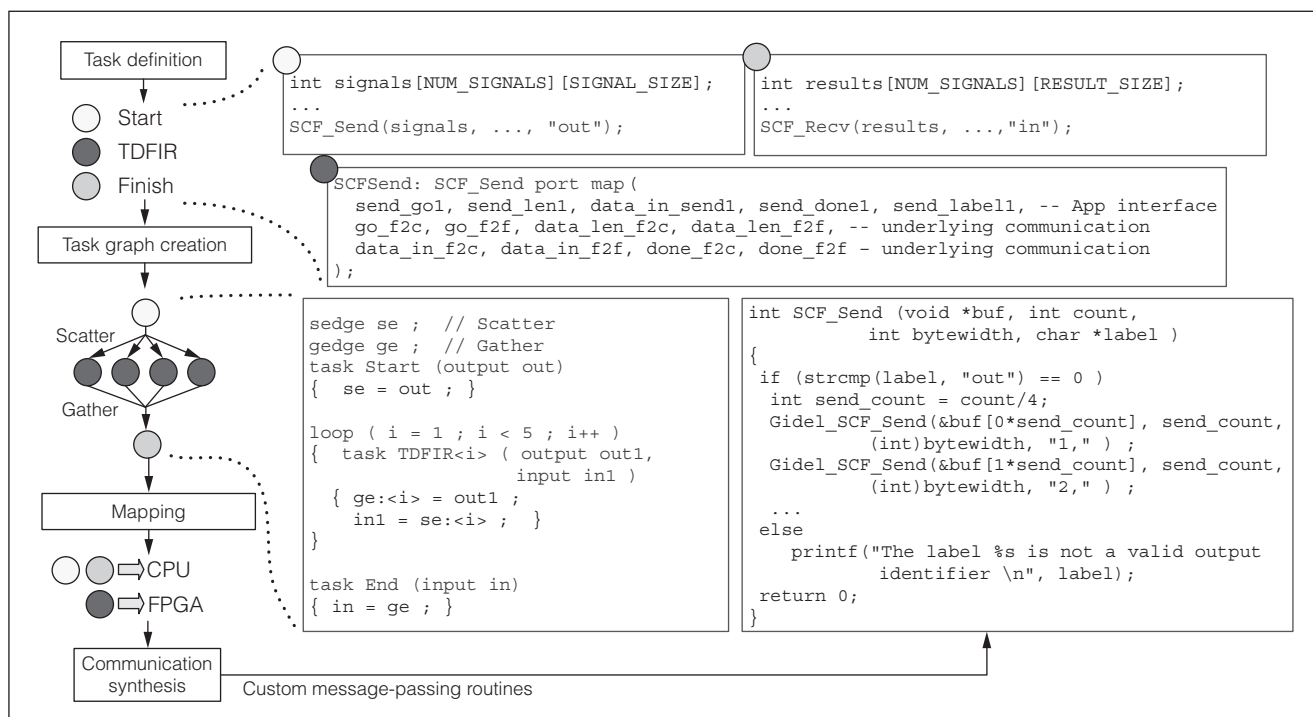 Task definition
Start
TDFIR
Finish
Task graph creation
Scatter
Gather
Mapping
CPU
FPGA
Communication
synthesis
Custom message-passing routines
int signals[NUM_SIGNALS][SIGNAL_SIZE];
...
SCF_Send(signals, ..., "out");
int results[NUM_SIGNALS][RESULT_SIZE];
...
SCF_Recv(results, ...,"in");
SCFSend: SCF_Send port map(
send_go1, send_len1, data_in_send1, send_done1, send_label1, -- App interface
go_f2c, go_f2f, data_len_f2c, data_len_f2f, -- underlying communication
data_in_f2c, data_in_f2f, done_f2c, done_f2f – underlying communication
);
sedge se ;  // Scatter
gedge ge ;  // Gather
task Start (output out)
{  se = out ; }
loop ( i = 1 ; i < 5 ; i++ )
{  task TDFIR<i> ( output out1,
input in1 )
{ ge:<i> = out1 ;
in1 = se:<i> ;  }
}
task End (input in)
{ in = ge ; }
int SCF_Send (void *buf, int count,
int bytewidth, char *label )
{
if (strcmp(label, "out") == 0 )
int send_count = count/4;
Gidel_SCF_Send(&buf[0*send_count], send_count,
(int)bytewidth, "1," ) ;
Gidel_SCF_Send(&buf[1*send_count], send_count,
(int)bytewidth, "2," ) ;
...
else
printf("The label %s is not a valid output
identifier \n", label);
return 0;
}